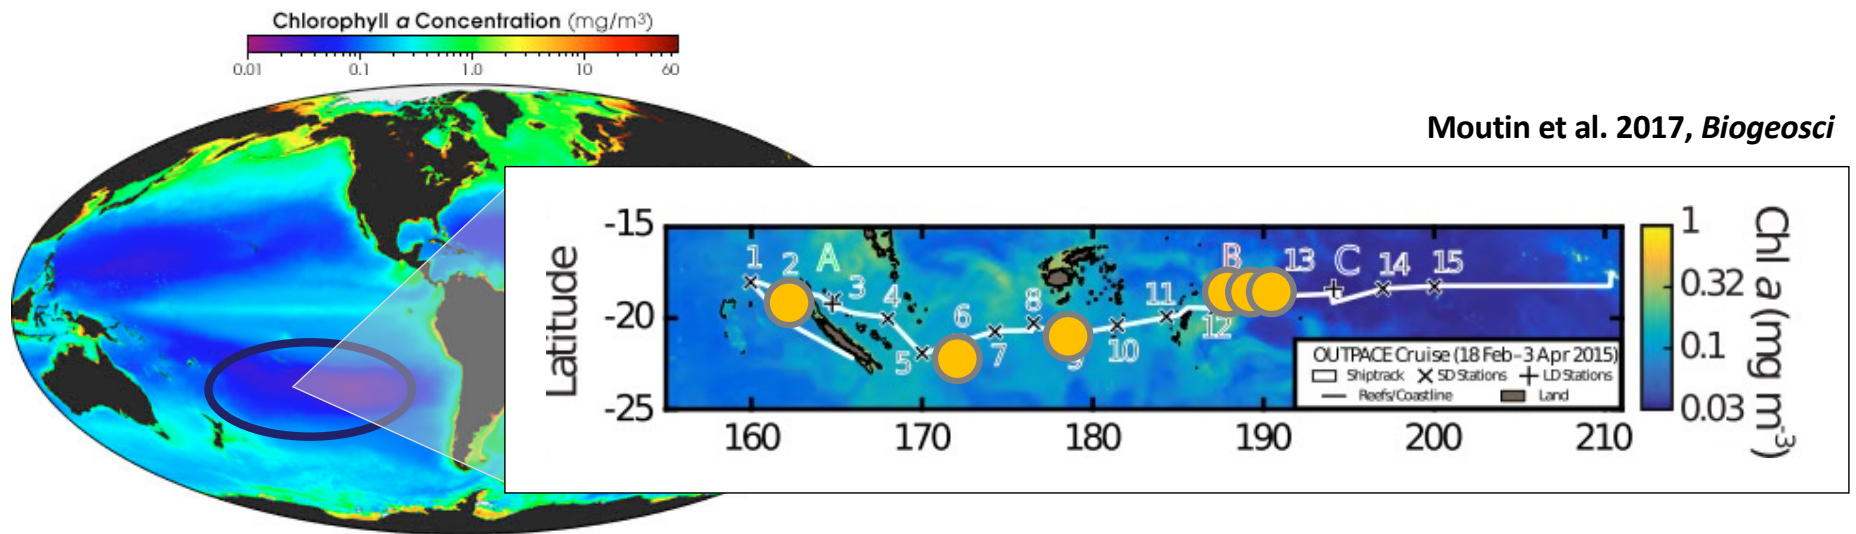 Chlorophyll a Concentration (mg/m³)
0.01 0.1 1.0 10 60
Moutin et al. 2017, Biogeosci
Latitude
-15
-20
-25
1 2 A 3 4 5 6 7 8 9 10 11 12 B 13 C 14 15
OUTPACE Cruise (18 Feb-3 Apr 2015)
Shiptrack SD Stations LD Stations
Reefs/Coastline Land
160 170 180 190 200 210
1
0.32
0.1
0.03
Chl a (mg m⁻³)